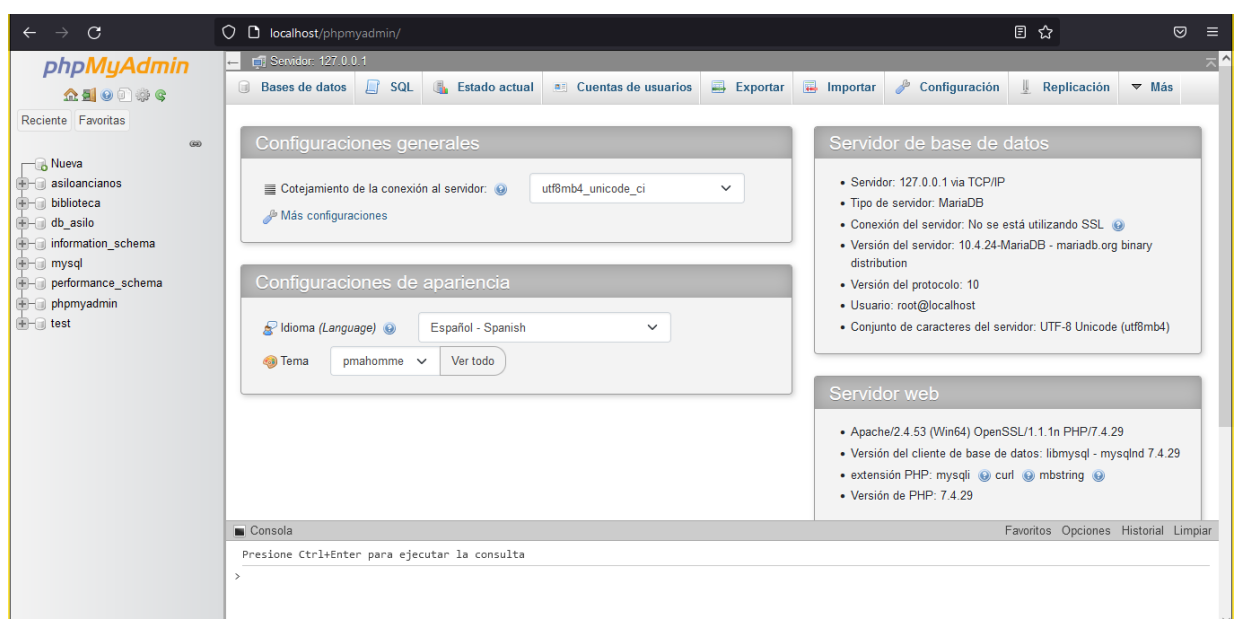 localhost/phpmyadmin/
phpMyAdmin
Reciente Favoritas
Nueva
asiloancianos
biblioteca
db_asilo
information_schema
mysql
performance_schema
phpmyadmin
test
Servidor: 127.0.0.1
Bases de datos SQL Estado actual Cuentas de usuarios Exportar Importar Configuración Replicación Más
Configuraciones generales
Cotejamiento de la conexión al servidor: utf8mb4_unicode_ci
Más configuraciones
Configuraciones de apariencia
Idioma (Language) Español - Spanish
Tema pmahomme Ver todo
Servidor de base de datos
• Servidor: 127.0.0.1 via TCP/IP
• Tipo de servidor: MariaDB
• Conexión del servidor: No se está utilizando SSL
• Versión del servidor: 10.4.24-MariaDB - mariadb.org binary
distribution
• Versión del protocolo: 10
• Usuario: root@localhost
• Conjunto de caracteres del servidor: UTF-8 Unicode (utf8mb4)
Servidor web
• Apache/2.4.53 (Win64) OpenSSL/1.1.1n PHP/7.4.29
• Versión del cliente de base de datos: libmysql - mysqlnd 7.4.29
• extensión PHP: mysqli curl mbstring
• Versión de PHP: 7.4.29
Consola Favoritos Opciones Historial Limpiar
Presione Ctrl+Enter para ejecutar la consulta
>